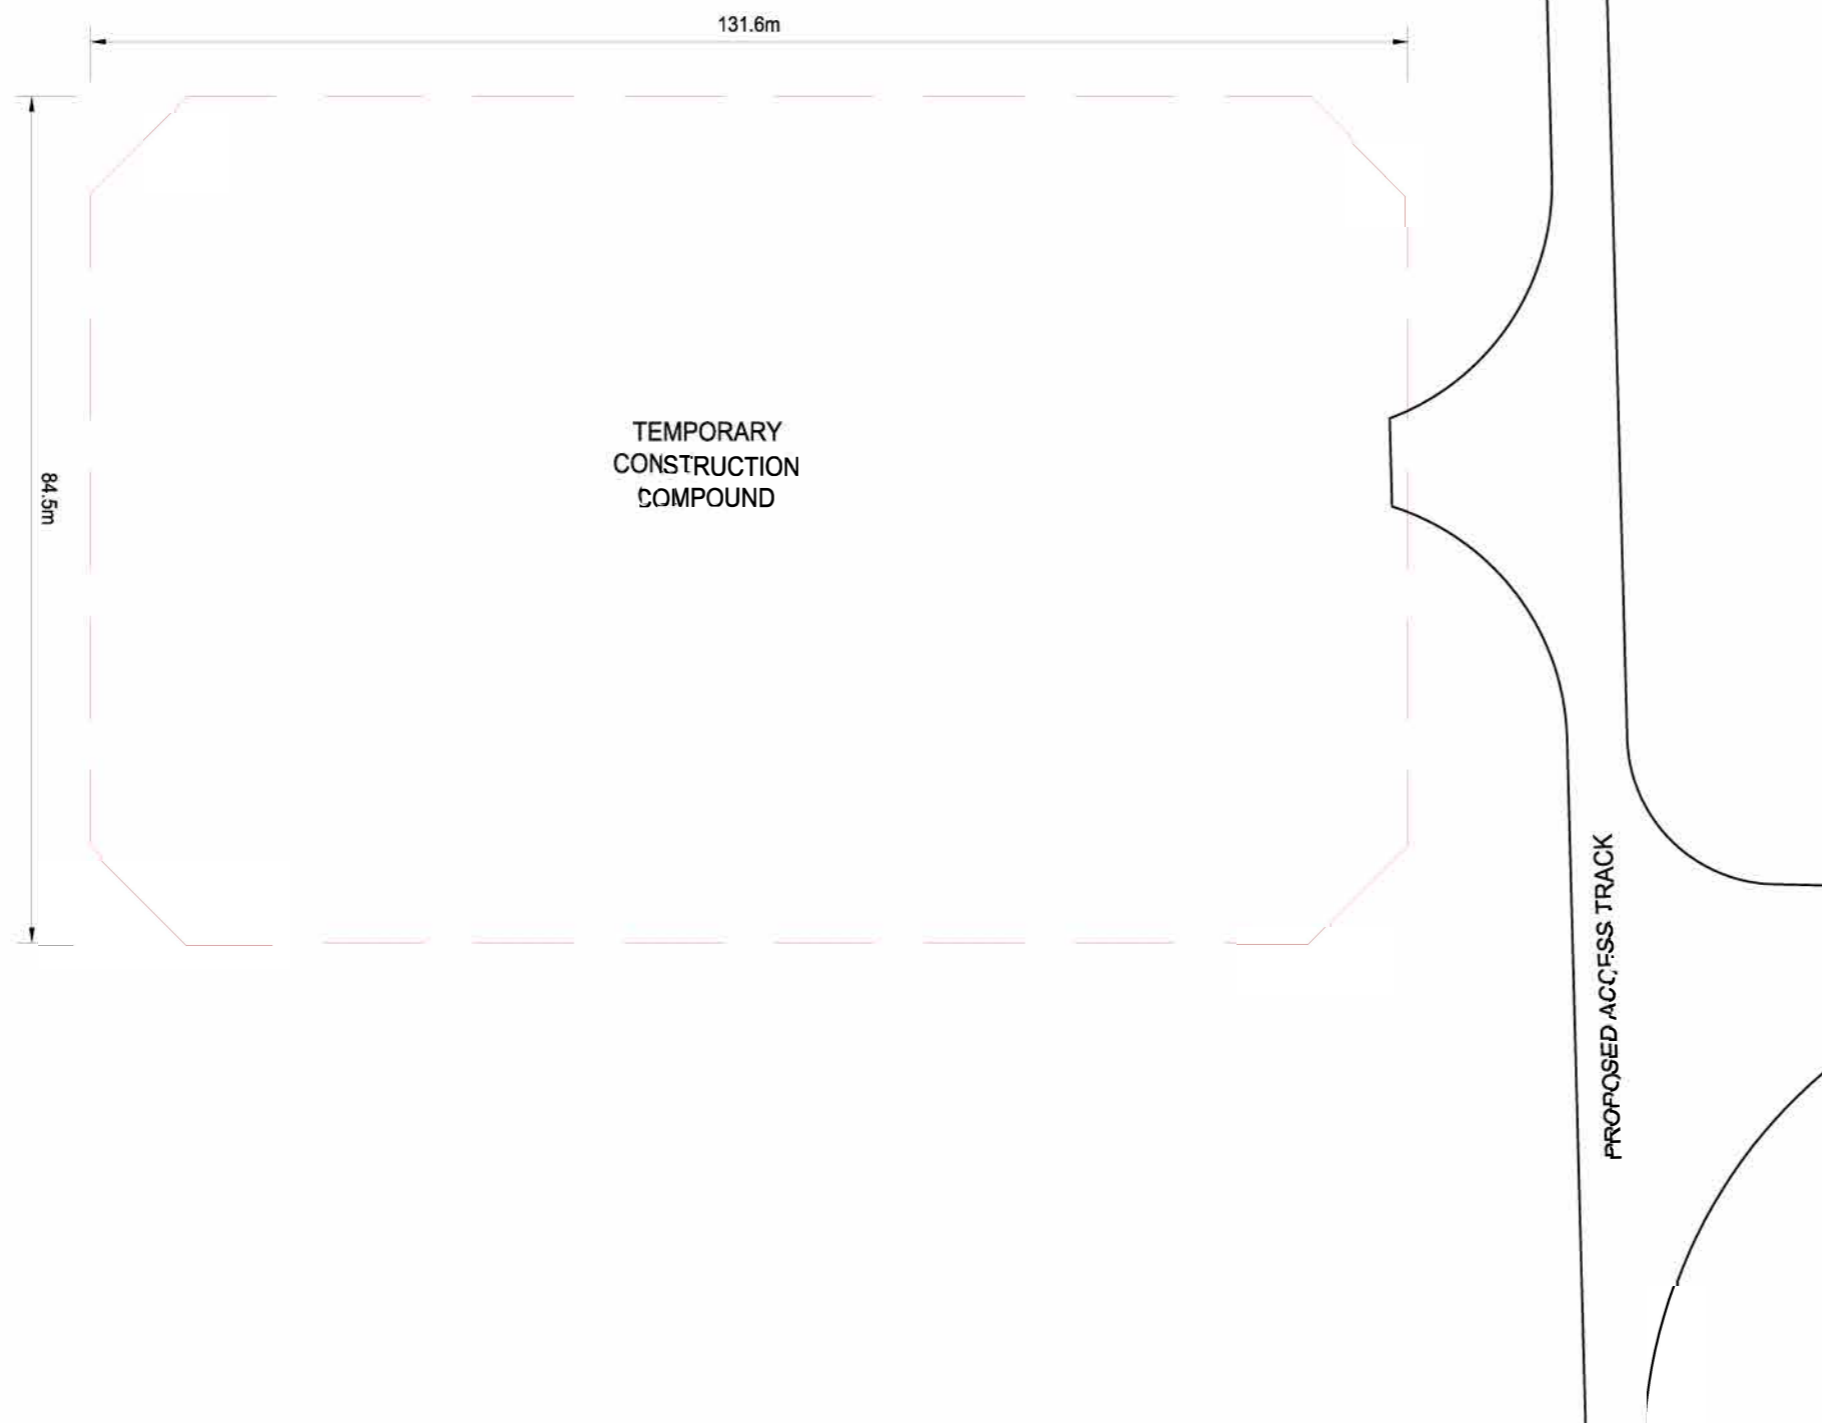 131.6m
84.5m
TEMPORARY
CONSTRUCTION
COMPOUND
PROPOSED ACCESS TRACK